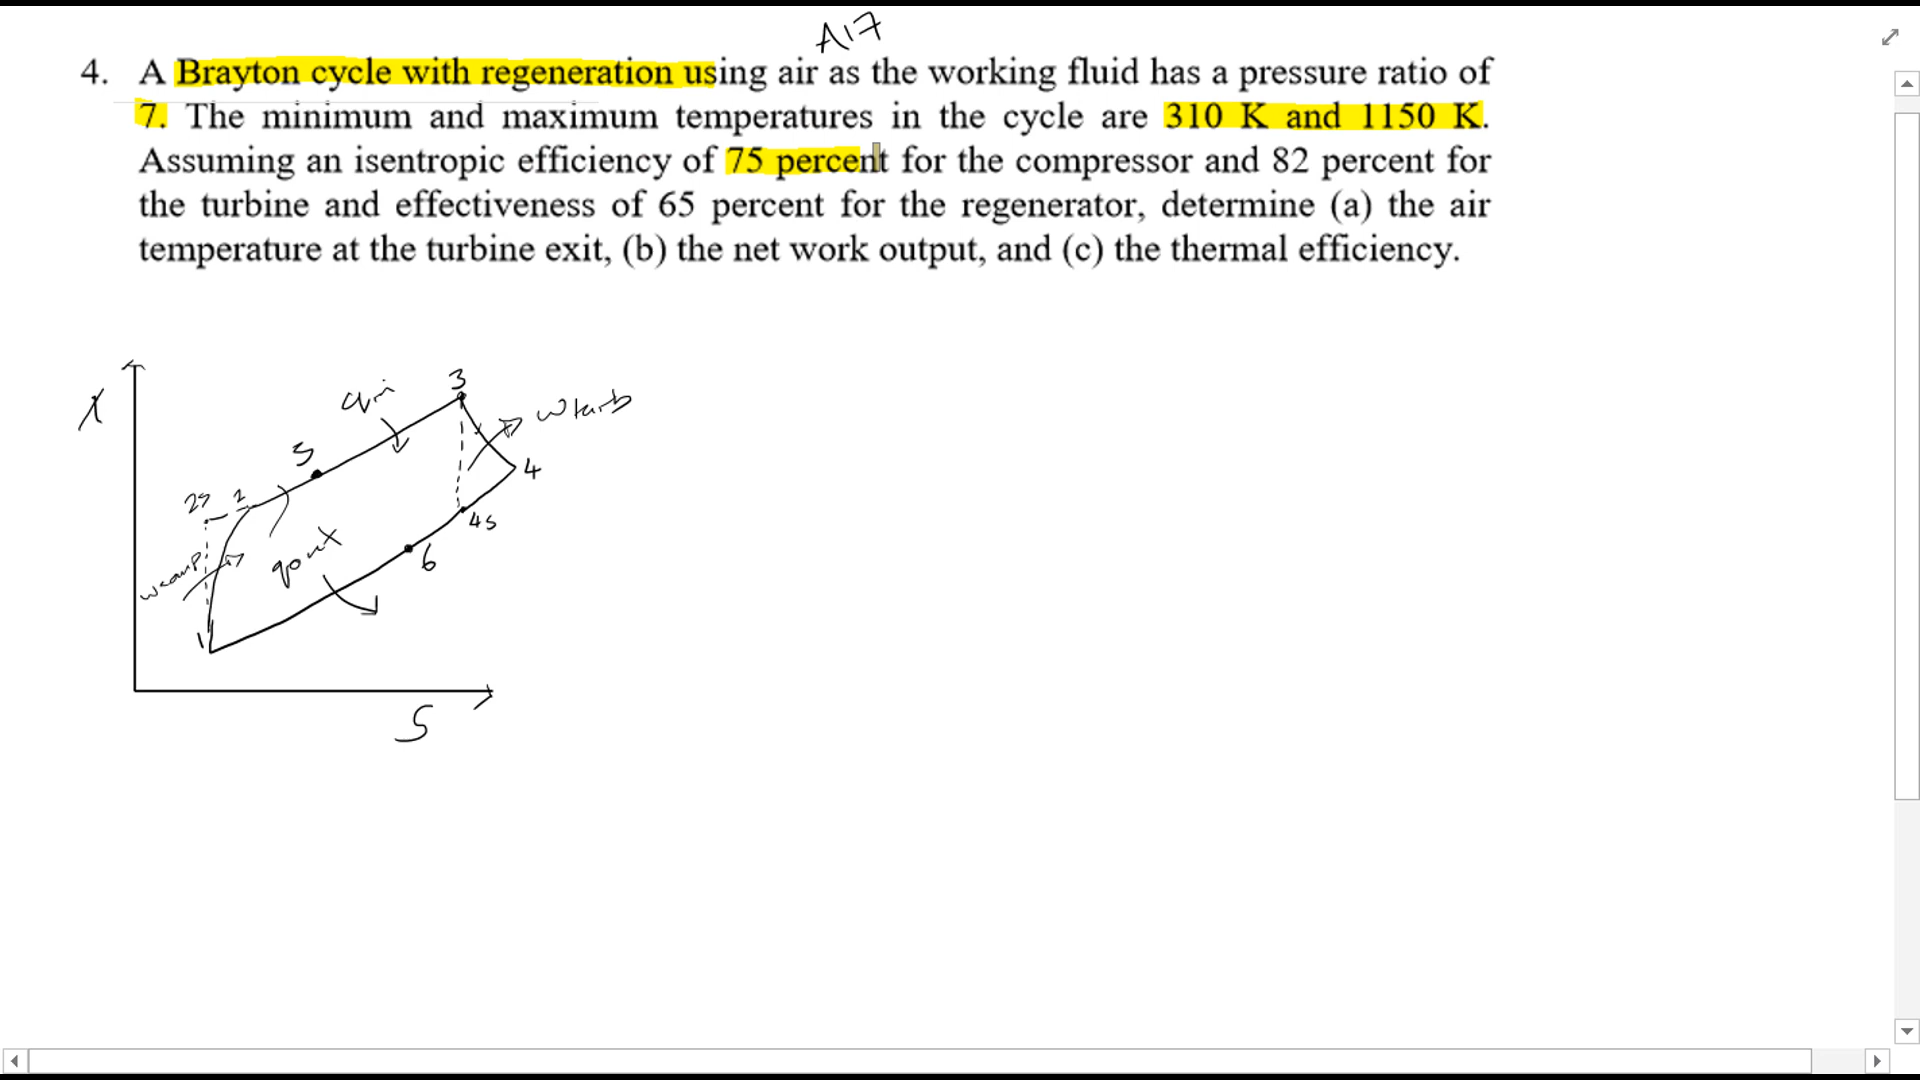 A17
4. A Brayton cycle with regeneration using air as the working fluid has a pressure ratio of
7. The minimum and maximum temperatures in the cycle are 310 K and 1150 K.
Assuming an isentropic efficiency of 75 percent for the compressor and 82 percent for
the turbine and effectiveness of 65 percent for the regenerator, determine (a) the air
temperature at the turbine exit, (b) the net work output, and (c) the thermal efficiency.
3
qin
wturb
5
4
2s 2
4s
qout
6
wcomp
1
S